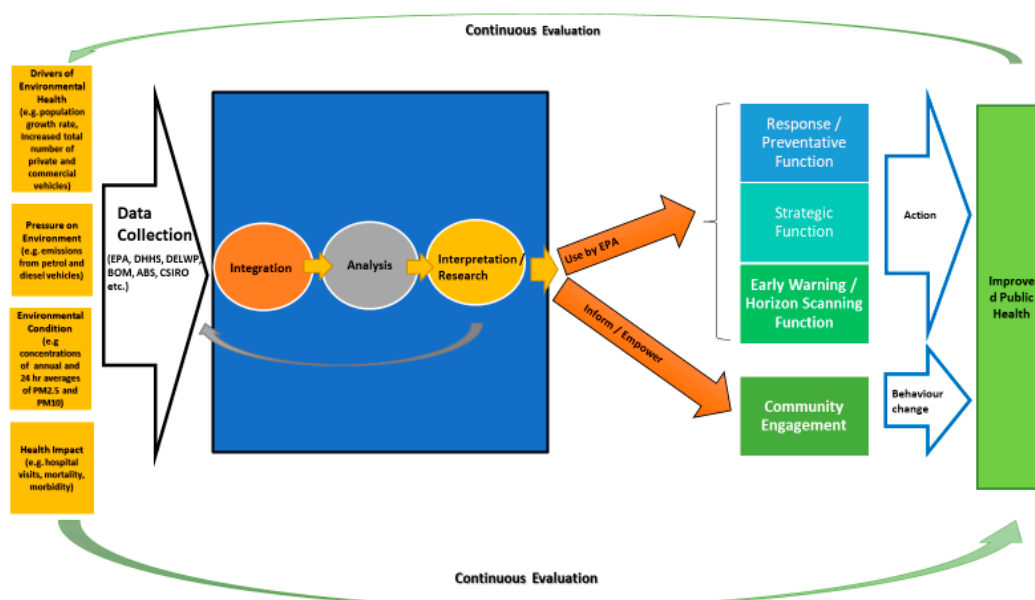 Continuous Evaluation
Drivers of
Environmental
Health
(e.g. population
growth rate,
Increased total
number of
private and
commercial
vehicles)
Pressure on
Environment
(e.g. emissions
from petrol and
diesel vehicles)
Environmental
Condition
(e.g
concentrations
of annual and
24 hr averages
of PM2.5 and
PM10)
Health Impact
(e.g. hospital
visits, mortality,
morbidity)
Data
Collection
(EPA, DHHS, DELWP,
BOM, ABS, CSIRO
etc.)
Integration
Analysis
Interpretation /
Research
Use by EPA
Inform / Empower
Response /
Preventative
Function
Strategic
Function
Early Warning /
Horizon Scanning
Function
Community
Engagement
Action
Behaviour
change
Improve
d Public
Health
Continuous Evaluation